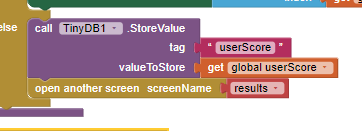 else
call TinyDB1 .StoreValue
tag " userScore "
valueToStore get global userScore
open another screen screenName results